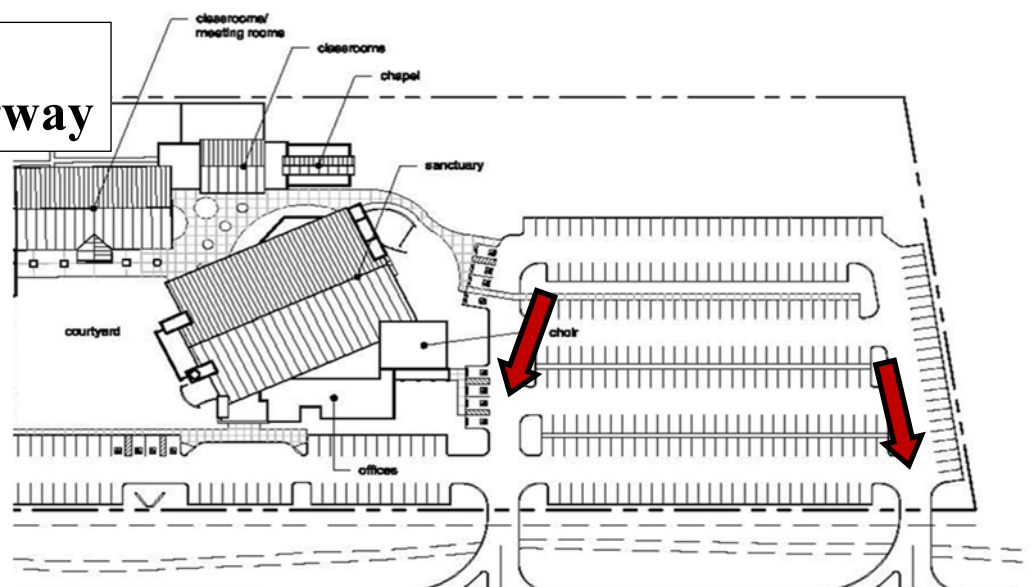 classrooms/
meeting rooms
classrooms
chapel
way
sanctuary
courtyard
choir
offices